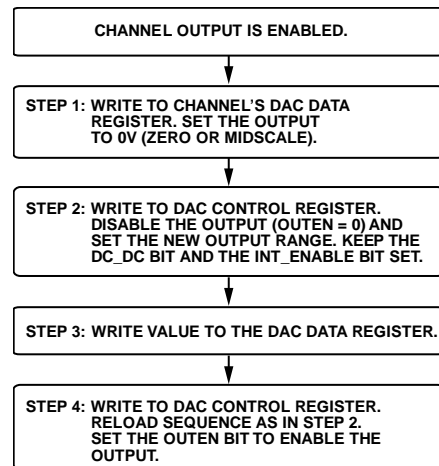 CHANNEL OUTPUT IS ENABLED.
STEP 1: WRITE TO CHANNEL'S DAC DATA
REGISTER. SET THE OUTPUT
TO 0V (ZERO OR MIDSCALE).
STEP 2: WRITE TO DAC CONTROL REGISTER.
DISABLE THE OUTPUT (OUTEN = 0) AND
SET THE NEW OUTPUT RANGE. KEEP THE
DC_DC BIT AND THE INT_ENABLE BIT SET.
STEP 3: WRITE VALUE TO THE DAC DATA REGISTER.
STEP 4: WRITE TO DAC CONTROL REGISTER.
RELOAD SEQUENCE AS IN STEP 2.
SET THE OUTEN BIT TO ENABLE THE
OUTPUT.